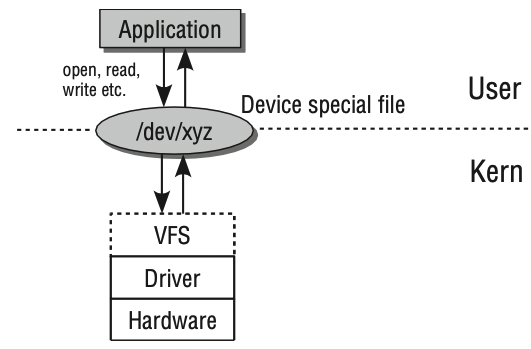 Application
open, read,
write etc.
Device special file
User
/dev/xyz
Kern
VFS
Driver
Hardware